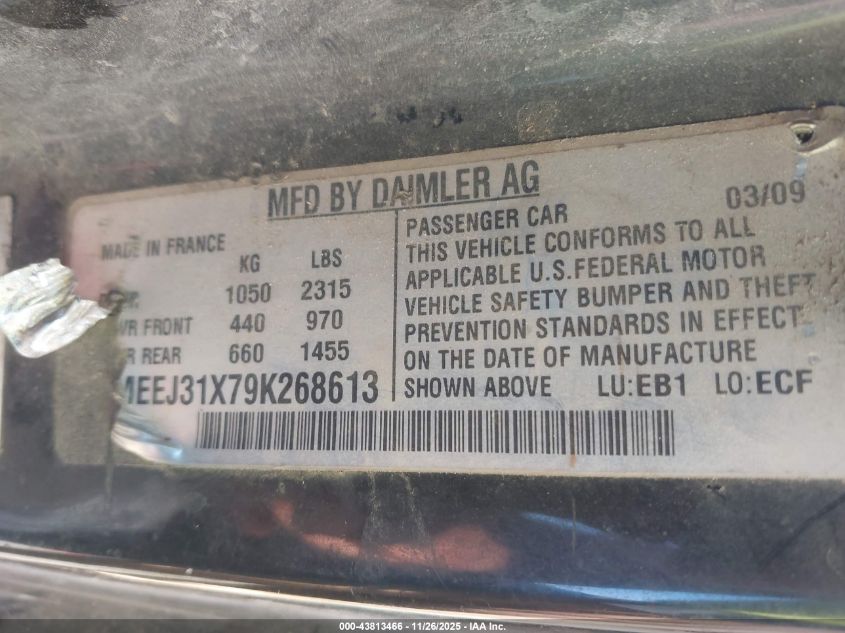 MFD BY DAIMLER AG
03/09
MADE IN FRANCE
KG LBS
1050 2315
WR FRONT 440 970
R REAR 660 1455
MEEJ31X79K268613
PASSENGER CAR
THIS VEHICLE CONFORMS TO ALL
APPLICABLE U.S.FEDERAL MOTOR
VEHICLE SAFETY BUMPER AND THEFT
PREVENTION STANDARDS IN EFFECT
ON THE DATE OF MANUFACTURE
SHOWN ABOVE LU:EB1 LO:ECF
000-43813466 - 11/26/2025 - IAA Inc.